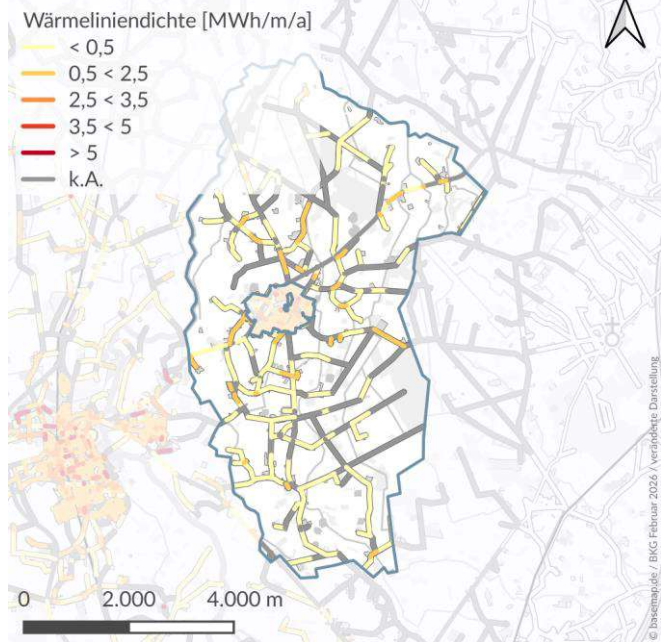 Wärmeliniendichte [MWh/m/a]
< 0,5
0,5 < 2,5
2,5 < 3,5
3,5 < 5
> 5
k.A.
0 2.000 4.000 m
© basemap.de / BKG Februar 2026 / veränderte Darstellung